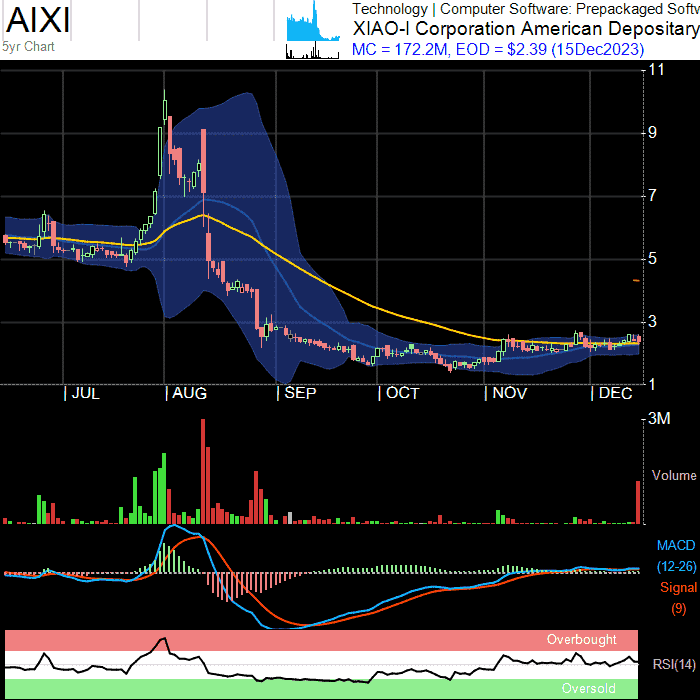 AIXI
5yr Chart
Technology | Computer Software: Prepackaged Softw
XIAO-I Corporation American Depositary
MC = 172.2M, EOD = $2.39 (15Dec2023)
11
9
7
5
3
1
| JUL | AUG | SEP | OCT | NOV | DEC
3M
Volume
MACD
(12-26)
Signal
(9)
Overbought
RSI(14)
Oversold